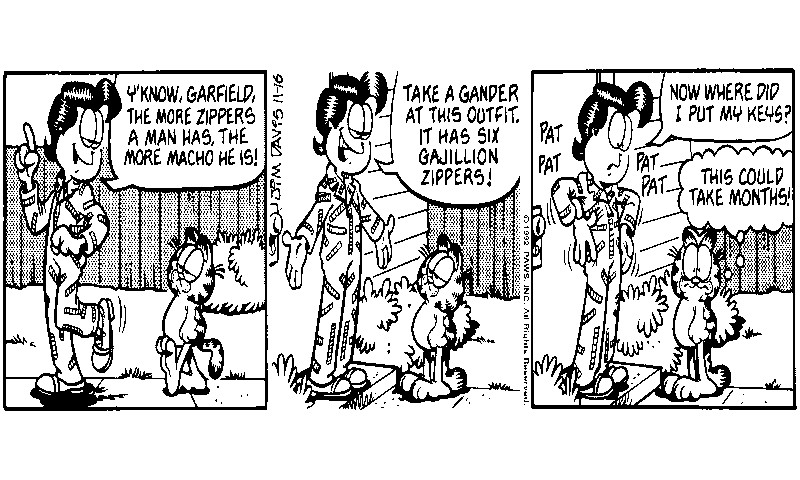 Y'KNOW, GARFIELD,
THE MORE ZIPPERS
A MAN HAS, THE
MORE MACHO HE IS!
JIM DAVIS 11-16
TAKE A GANDER
AT THIS OUTFIT.
IT HAS SIX
GAJILLION
ZIPPERS!
© 1992 PAWS, INC. All Rights Reserved.
NOW WHERE DID
I PUT MY KEYS?
PAT
PAT
PAT
PAT
THIS COULD
TAKE MONTHS!